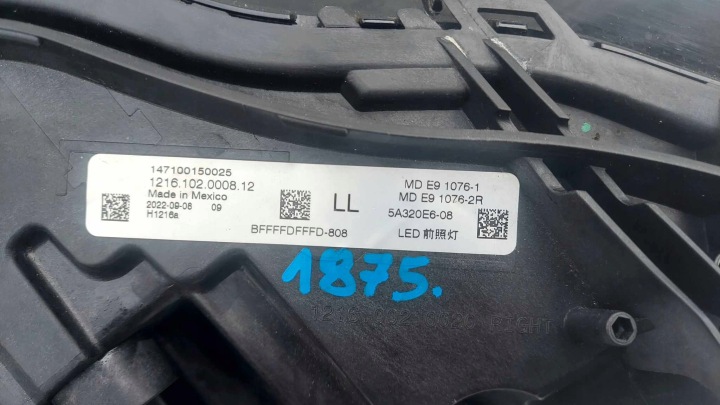 147100150025
1216.102.0008.12
Made in Mexico
2022-09-08 09
H1216a
BFFFFDFFFD-808
LL
MD E9 1076-1
MD E9 1076-2R
5A320E6-08
LED 前照灯
1875.
RIGHT